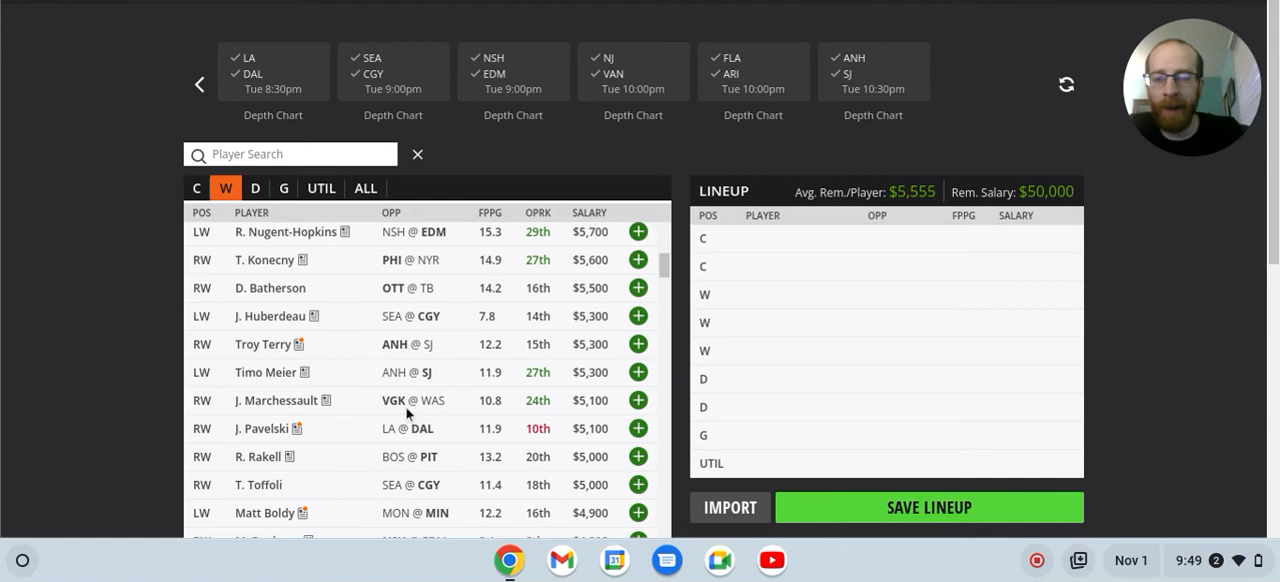 LA SEA NSH NJ FLA ANH
DAL CGY EDM VAN ARI SJ
Tue 8:30pm Tue 9:00pm Tue 9:00pm Tue 10:00pm Tue 10:00pm Tue 10:30pm
Depth Chart Depth Chart Depth Chart Depth Chart Depth Chart Depth Chart
Player Search
C W D G UTIL ALL
POS PLAYER OPP FPPG OPRK SALARY
LW R. Nugent-Hopkins NSH @ EDM 15.3 29th $5,700
RW T. Konecny PHI @ NYR 14.9 27th $5,600
RW D. Batherson OTT @ TB 14.2 16th $5,500
LW J. Huberdeau SEA @ CGY 7.8 14th $5,300
RW Troy Terry ANH @ SJ 12.2 15th $5,300
LW Timo Meier ANH @ SJ 11.9 27th $5,300
RW J. Marchessault VGK @ WAS 10.8 24th $5,100
RW J. Pavelski LA @ DAL 11.9 10th $5,100
RW R. Rakell BOS @ PIT 13.2 20th $5,000
RW T. Toffoli SEA @ CGY 11.4 18th $5,000
LW Matt Boldy MON @ MIN 12.2 16th $4,900
LINEUP Avg. Rem./Player: $5,555 Rem. Salary: $50,000
POS PLAYER OPP FPPG SALARY
C
C
W
W
W
D
D
G
UTIL
IMPORT SAVE LINEUP
31
Nov 1 9:49 2